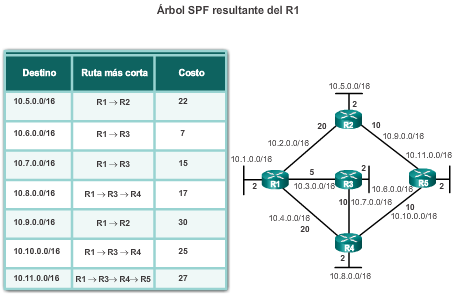 Árbol SPF resultante del R1
Destino Ruta más corta Costo
10.5.0.0/16 R1 → R2 22
10.6.0.0/16 R1 → R3 7
10.7.0.0/16 R1 → R3 15
10.8.0.0/16 R1 → R3 → R4 17
10.9.0.0/16 R1 → R2 30
10.10.0.0/16 R1 → R3 → R4 25
10.11.0.0/16 R1 → R3 → R4 → R5 27
10.5.0.0/16
2
R2
20
10
10.2.0.0/16
10.9.0.0/16
10.1.0.0/16
10.11.0.0/16
5
2
R1
R3
R5
2
10.3.0.0/16
10.6.0.0/16
2
10
10.7.0.0/16
10
10.4.0.0/16
10.10.0.0/16
20
R4
2
10.8.0.0/16